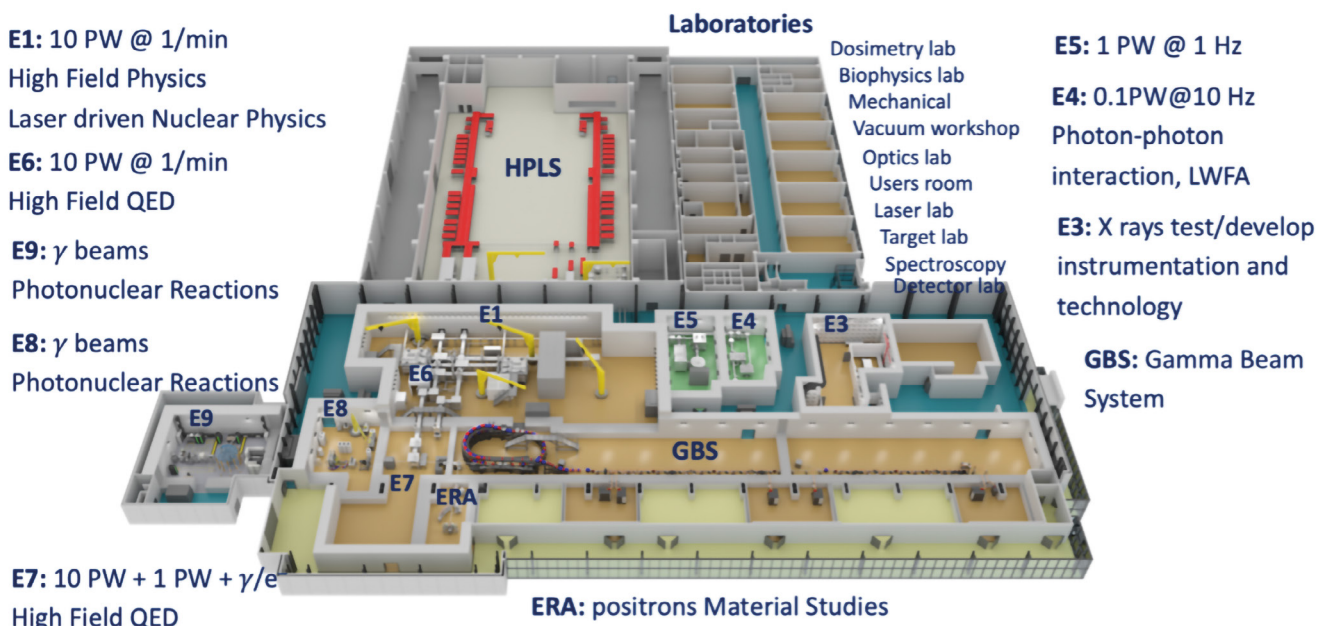 Laboratories
E1: 10 PW @ 1/min
High Field Physics
Laser driven Nuclear Physics
E6: 10 PW @ 1/min
High Field QED
E9: γ beams
Photonuclear Reactions
E8: γ beams
Photonuclear Reactions
E7: 10 PW + 1 PW + γ/e⁻
High Field QED
HPLS
Dosimetry lab
Biophysics lab
Mechanical
Vacuum workshop
Optics lab
Users room
Laser lab
Target lab
Spectroscopy
Detector lab
E5: 1 PW @ 1 Hz
E4: 0.1PW@10 Hz
Photon-photon
interaction, LWFA
E3: X rays test/develop
instrumentation and
technology
GBS: Gamma Beam
System
E1
E5
E4
E3
E6
E9
E8
GBS
E7
ERA
ERA: positrons Material Studies